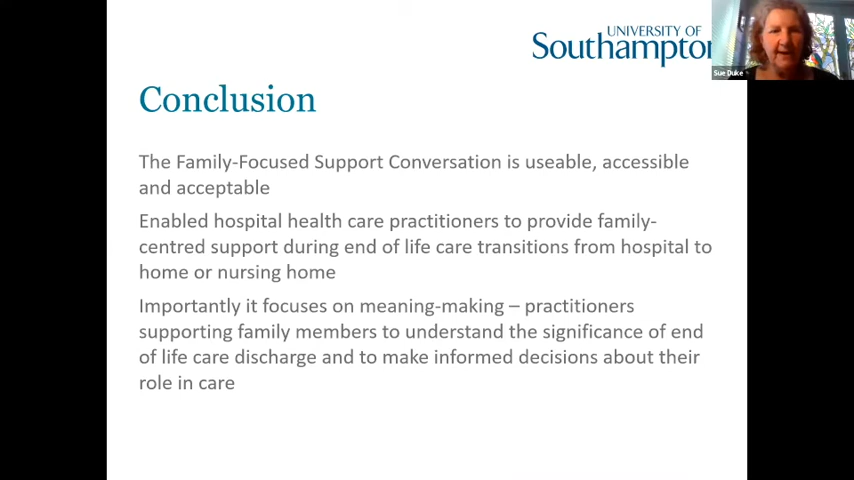 UNIVERSITY OF
Southampton
Sue Duke
Conclusion
The Family-Focused Support Conversation is useable, accessible
and acceptable
Enabled hospital health care practitioners to provide family-
centred support during end of life care transitions from hospital to
home or nursing home
Importantly it focuses on meaning-making – practitioners
supporting family members to understand the significance of end
of life care discharge and to make informed decisions about their
role in care